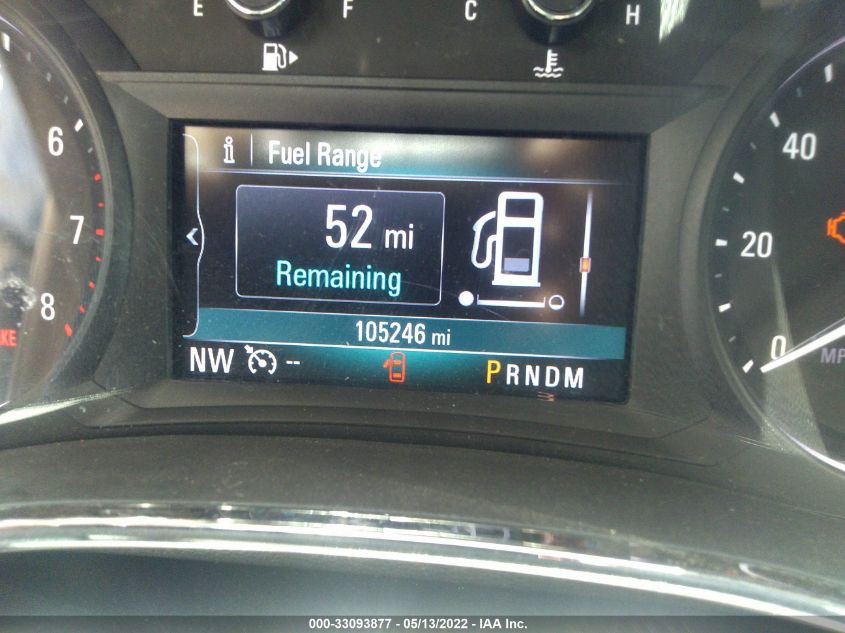 E F C H
Fuel Range
6
7
8
52 mi
Remaining
40
20
0
105246 mi
NW -- PRNDM
000-33093877 - 05/13/2022 - IAA Inc.